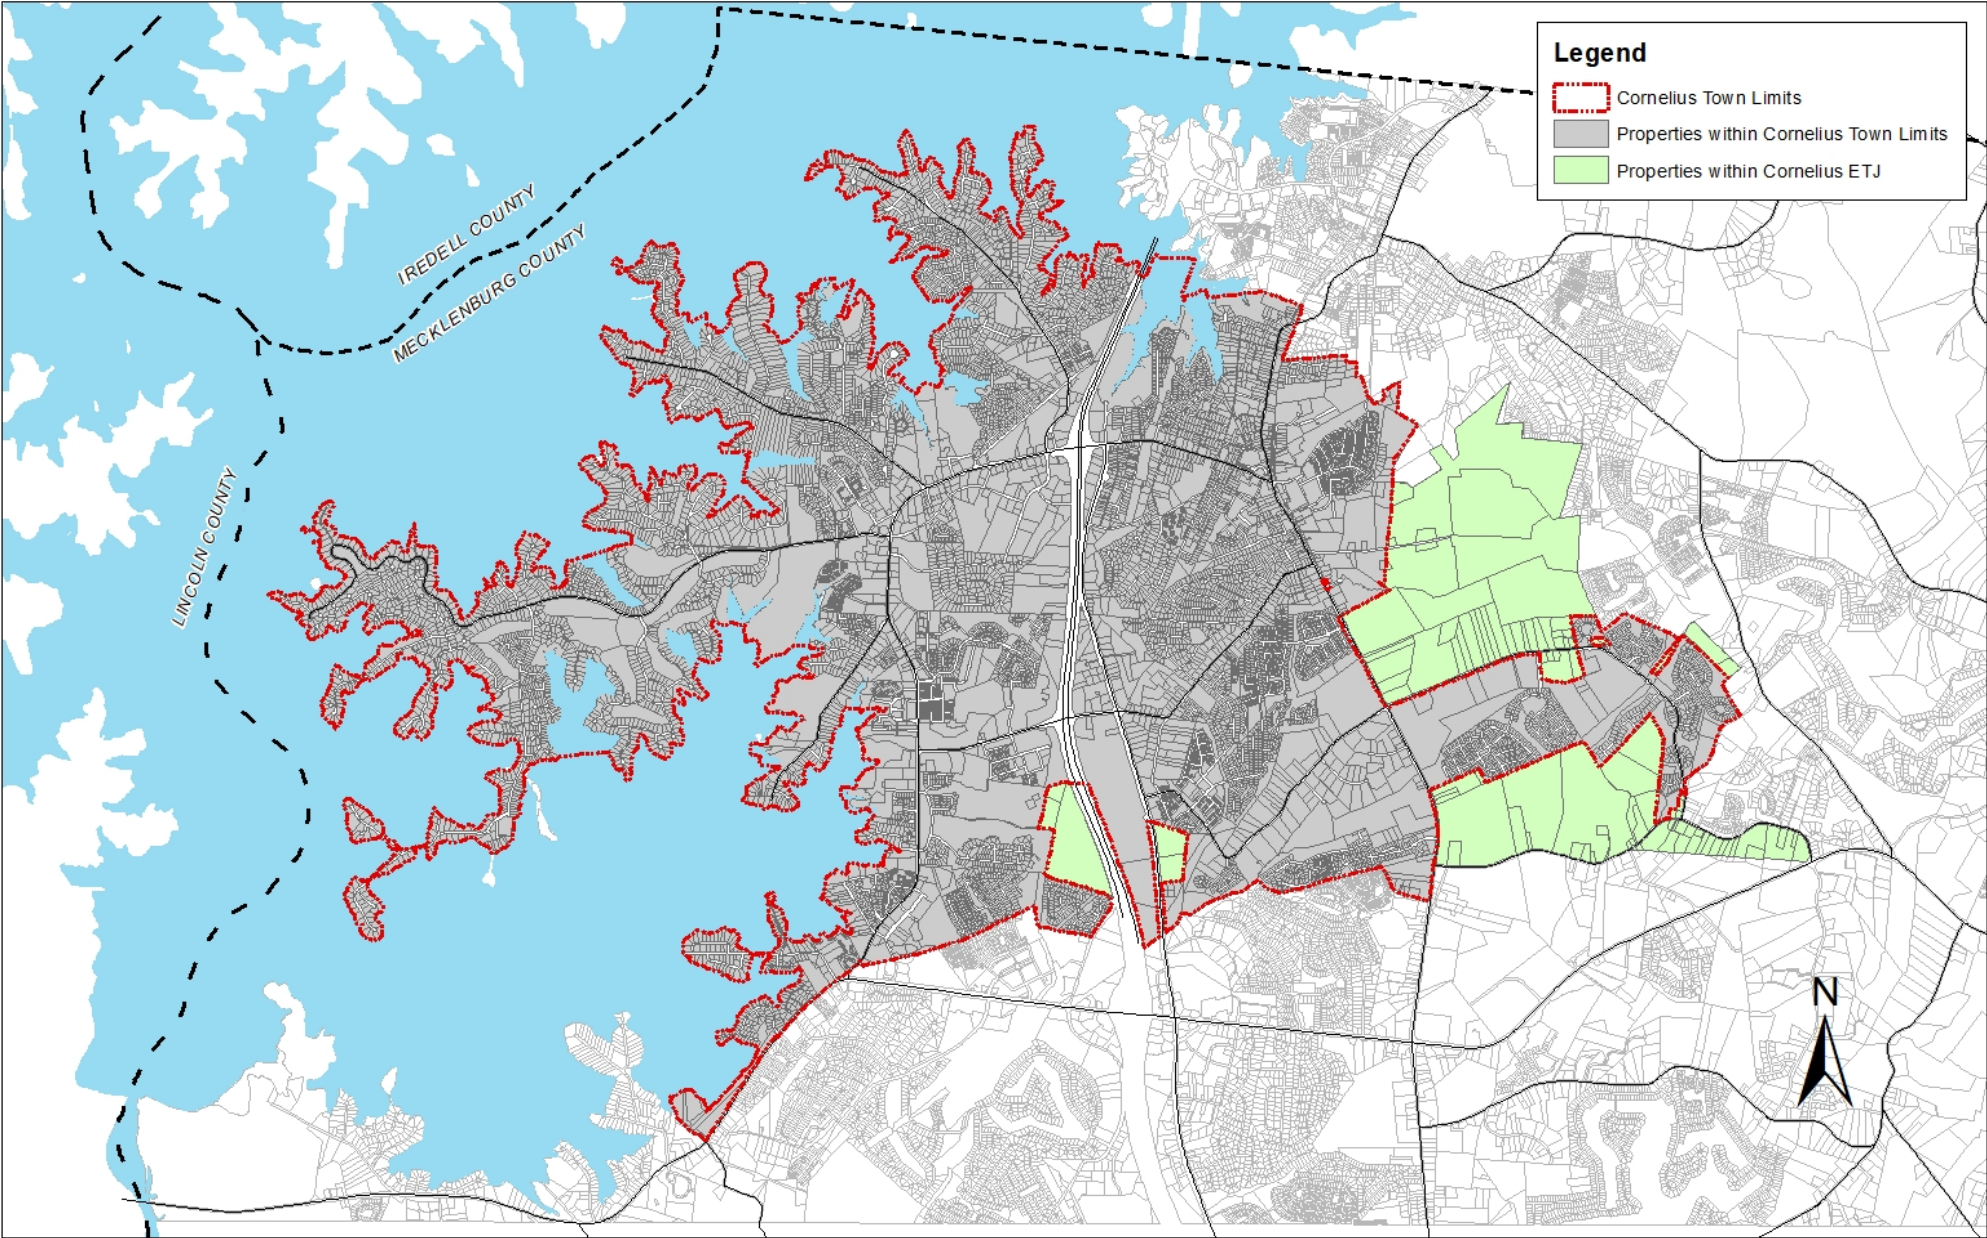 Legend
Cornelius Town Limits
Properties within Cornelius Town Limits
Properties within Cornelius ETJ
IREDELL COUNTY
MECKLENBURG COUNTY
LINCOLN COUNTY
N